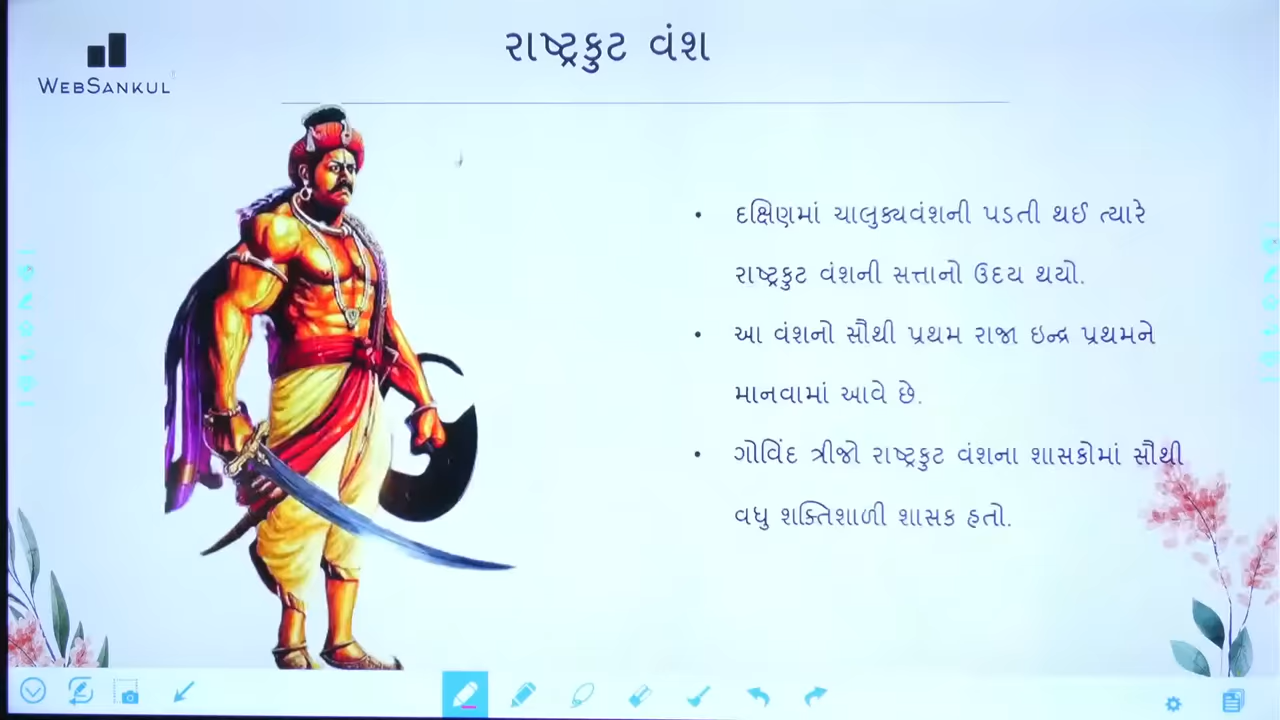 WEBSANKUL
રાષ્ટ્રકુટ વંશ
• દક્ષિણમાં ચાલુક્યવંશની પડતી થઈ ત્યારે
રાષ્ટ્રકુટ વંશની સત્તાનો ઉદય થયો.
• આ વંશનો સૌથી પ્રથમ રાજા ઇન્દ્ર પ્રથમને
માનવામાં આવે છે.
• ગોવિંદ ત્રીજો રાષ્ટ્રકુટ વંશના શાસકોમાં સૌથી
વધુ શક્તિશાળી શાસક હતો.